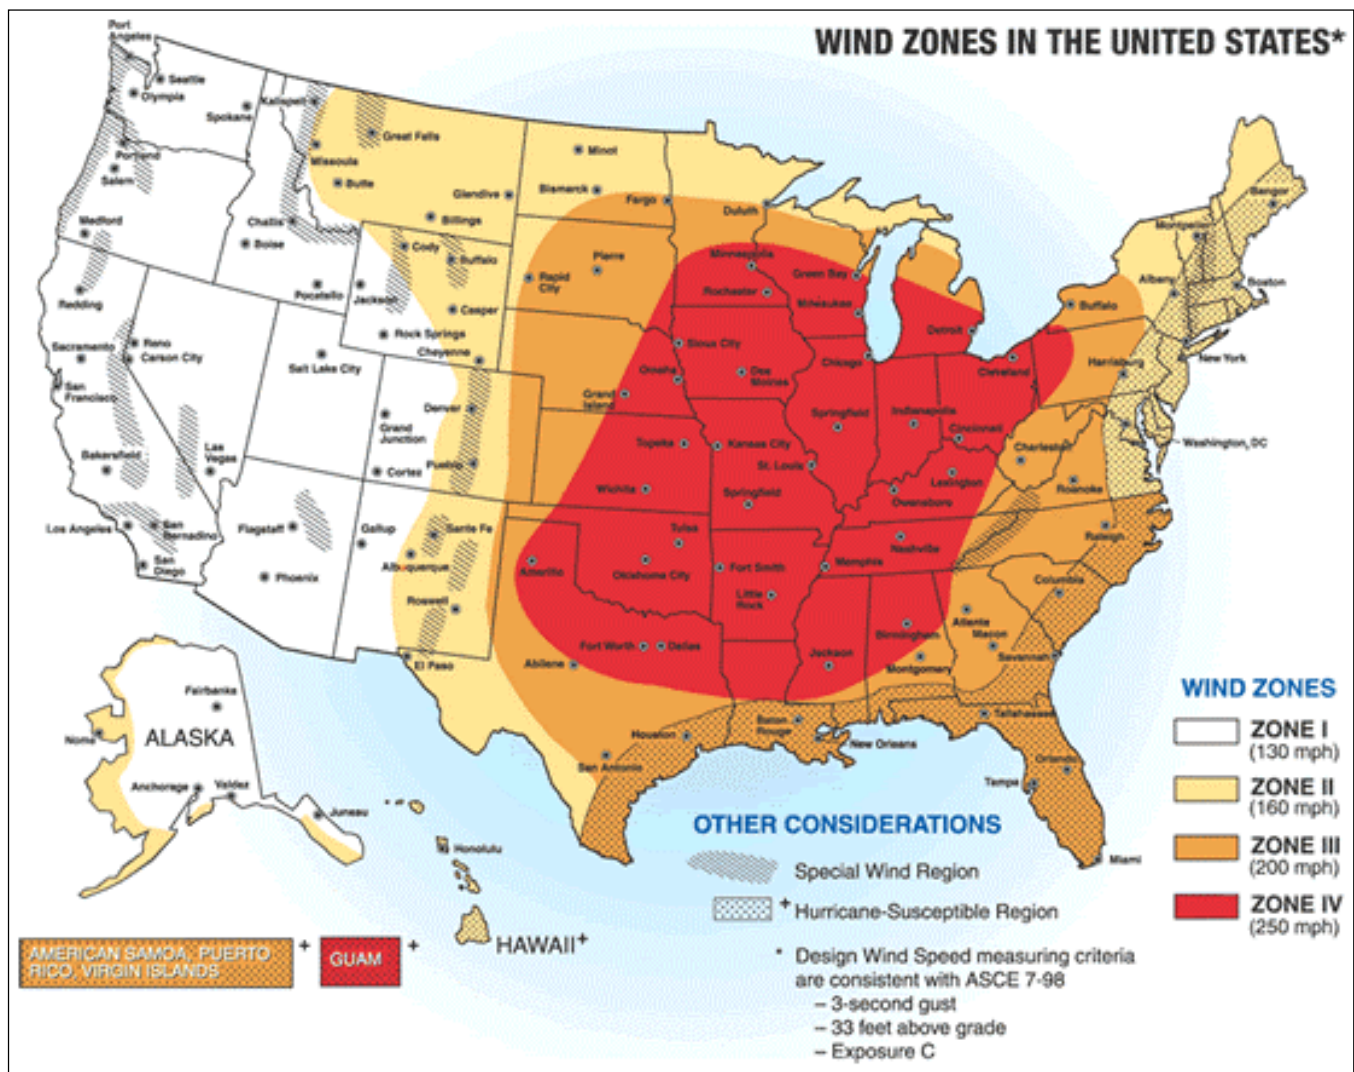 WIND ZONES IN THE UNITED STATES*
Port
Angeles
Seattle
Olympia
Spokane
Kalispell
Great Falls
Missoula
Butte
Glendive
Billings
Portland
Salem
Medford
Challis
Boise
Pocatello
Jackson
Cody
Buffalo
Casper
Rock Springs
Cheyenne
Redding
Sacramento
Reno
Carson City
San
Francisco
Salt Lake City
Bakersfield
Las
Vegas
Los Angeles
San
Bernadino
San
Diego
Grand
Junction
Cortez
Denver
Pueblo
Flagstaff
Phoenix
Gallup
Sante Fe
Albuquerque
Roswell
El Paso
Minot
Bismarck
Fargo
Duluth
Pierre
Rapid
City
Minneapolis
Rochester
Green Bay
Milwaukee
Sioux City
Des
Moines
Omaha
Grand
Island
Chicago
Detroit
Cleveland
Springfield
Indianapolis
Cincinnati
Topeka
Kansas City
St. Louis
Wichita
Springfield
Lexington
Owensboro
Tulsa
Nashville
Memphis
Amarillo
Oklahoma City
Fort Smith
Little
Rock
Fort Worth
Dallas
Abilene
Jackson
Birmingham
Montgomery
Atlanta
Macon
Savannah
Columbia
Raleigh
Roanoke
Charleston
Harrisburg
Buffalo
Albany
Montpelier
Bangor
Boston
New York
Washington, DC
Houston
San Antonio
Baton
Rouge
New Orleans
Tallahassee
Orlando
Tampa
Miami
Fairbanks
Nome
ALASKA
Anchorage
Valdez
Juneau
Honolulu
HAWAII+
AMERICAN SAMOA, PUERTO
RICO, VIRGIN ISLANDS
+
GUAM
+
WIND ZONES
ZONE I
(130 mph)
ZONE II
(160 mph)
ZONE III
(200 mph)
ZONE IV
(250 mph)
OTHER CONSIDERATIONS
Special Wind Region
+ Hurricane-Susceptible Region
* Design Wind Speed measuring criteria
are consistent with ASCE 7-98
– 3-second gust
– 33 feet above grade
– Exposure C